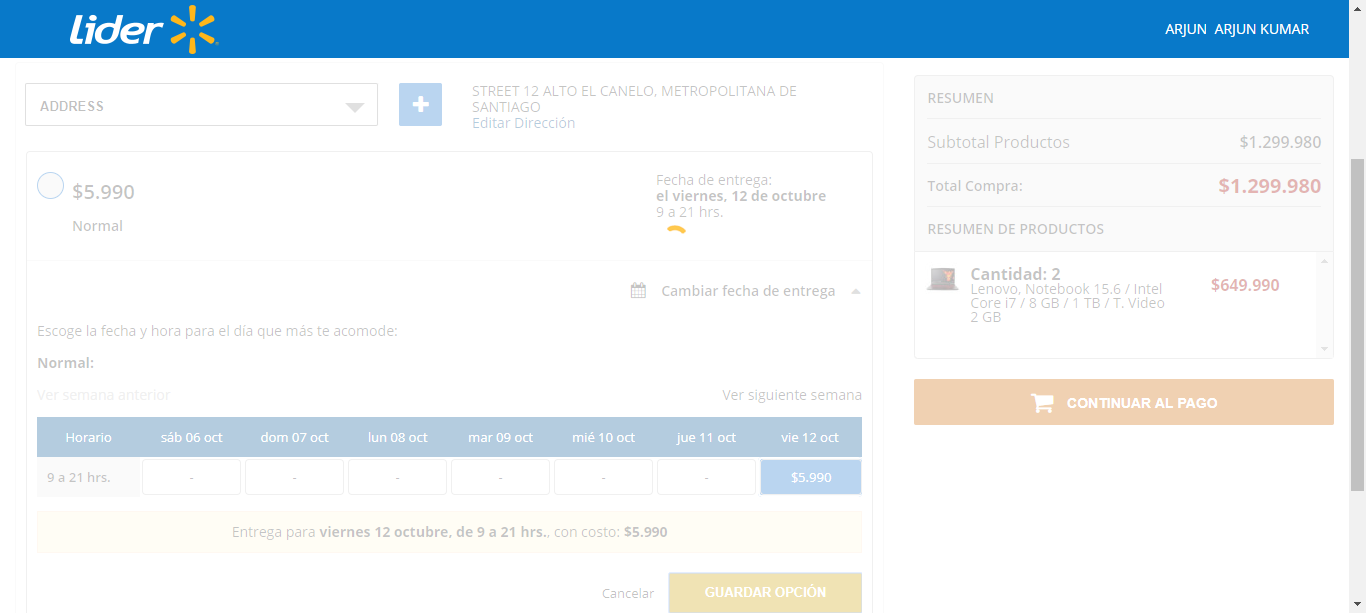 Lider
ARJUN ARJUN KUMAR
ADDRESS
STREET 12 ALTO EL CANELO, METROPOLITANA DE
SANTIAGO
Editar Dirección
$5.990
Normal
Fecha de entrega:
el viernes, 12 de octubre
9 a 21 hrs.
Cambiar fecha de entrega
Escoge la fecha y hora para el día que más te acomode:
Normal:
Ver semana anterior
Ver siguiente semana
Horario sáb 06 oct dom 07 oct lun 08 oct mar 09 oct mié 10 oct jue 11 oct vie 12 oct
9 a 21 hrs. - - - - - - $5.990
Entrega para viernes 12 octubre, de 9 a 21 hrs., con costo: $5.990
Cancelar
GUARDAR OPCIÓN
RESUMEN
Subtotal Productos $1.299.980
Total Compra: $1.299.980
RESUMEN DE PRODUCTOS
Cantidad: 2
Lenovo, Notebook 15.6 / Intel
Core i7 / 8 GB / 1 TB / T. Video
2 GB
$649.990
CONTINUAR AL PAGO